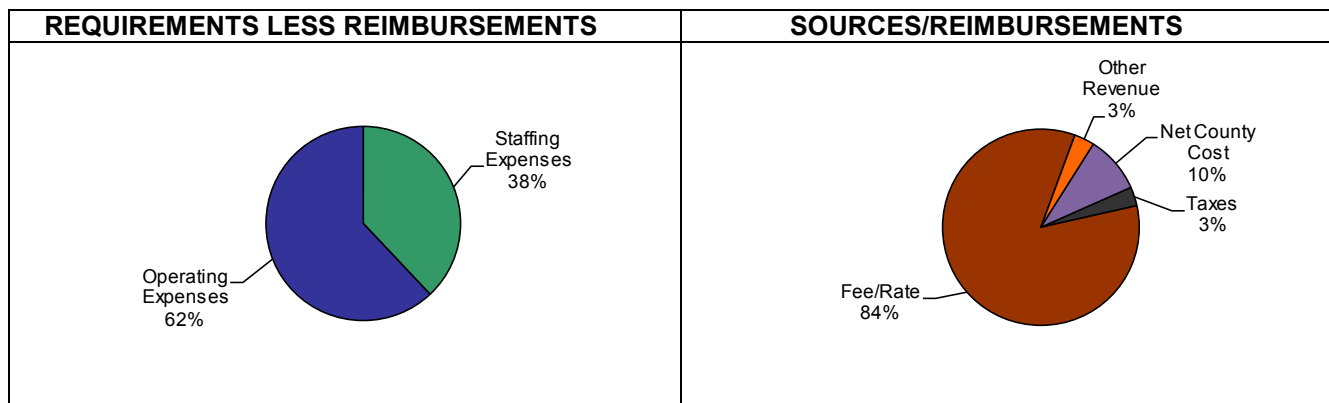 REQUIREMENTS LESS REIMBURSEMENTS
Staffing
Expenses
38%
Operating
Expenses
62%
SOURCES/REIMBURSEMENTS
Other
Revenue
3%
Net County
Cost
10%
Taxes
3%
Fee/Rate
84%